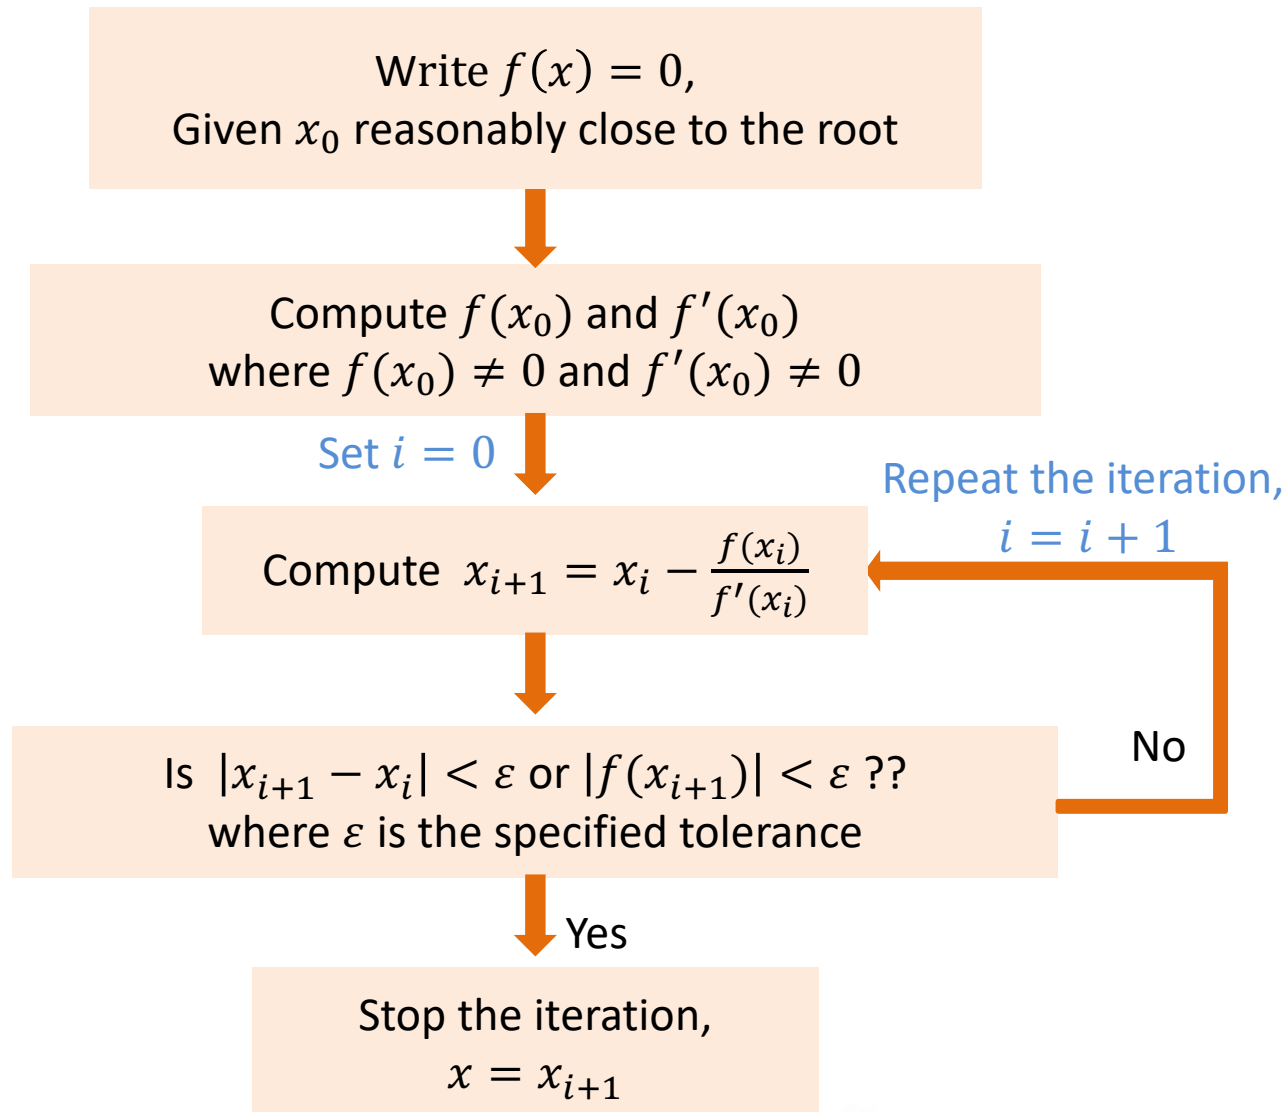 Write f(x) = 0,
Given x₀ reasonably close to the root
Compute f(x₀) and f′(x₀)
where f(x₀) ≠ 0 and f′(x₀) ≠ 0
Set i = 0
Repeat the iteration,
i = i + 1
Compute xᵢ₊₁ = xᵢ − f(xᵢ)/f′(xᵢ)
Is |xᵢ₊₁ − xᵢ| < ε or |f(xᵢ₊₁)| < ε ??
where ε is the specified tolerance
No
Yes
Stop the iteration,
x = xᵢ₊₁